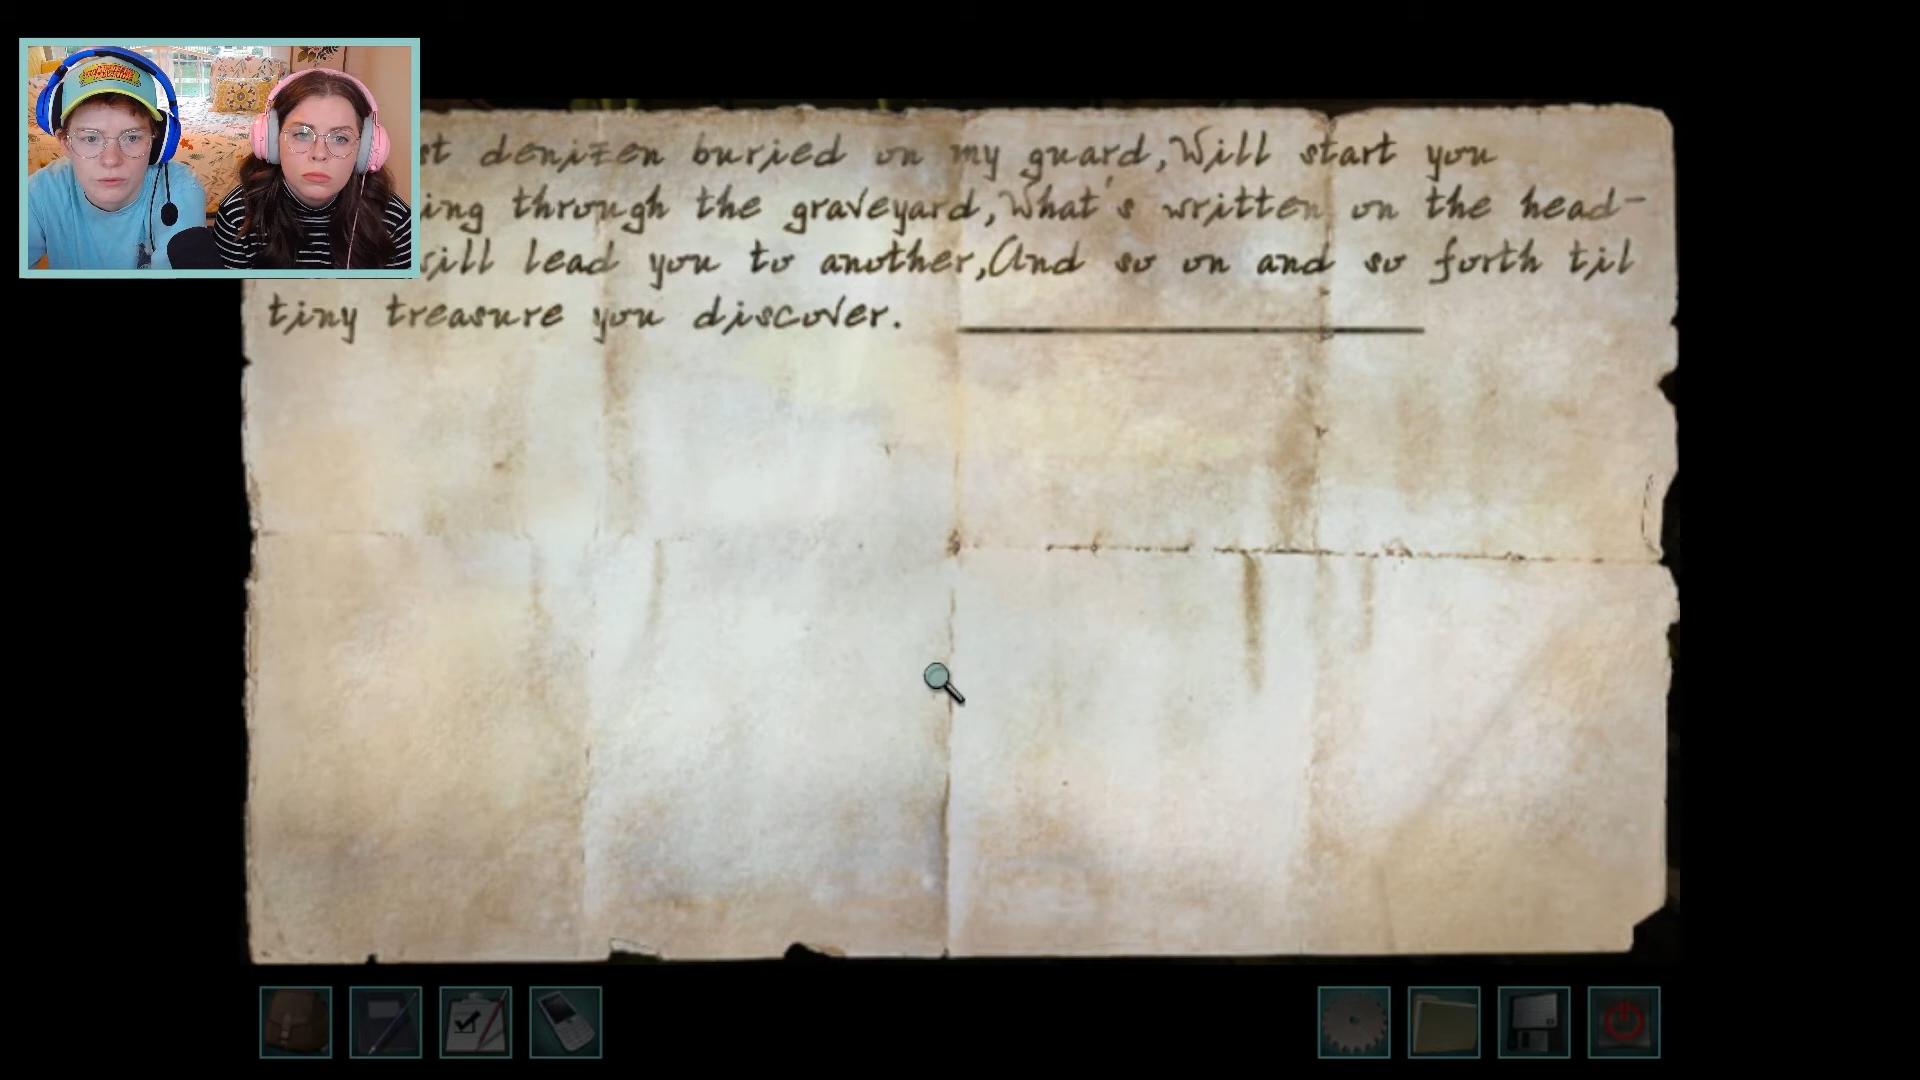 denizen buried on my guard,Will start you
through the graveyard,What's written on the head-
will lead you to another,And so on and so forth til
tiny treasure you discover.